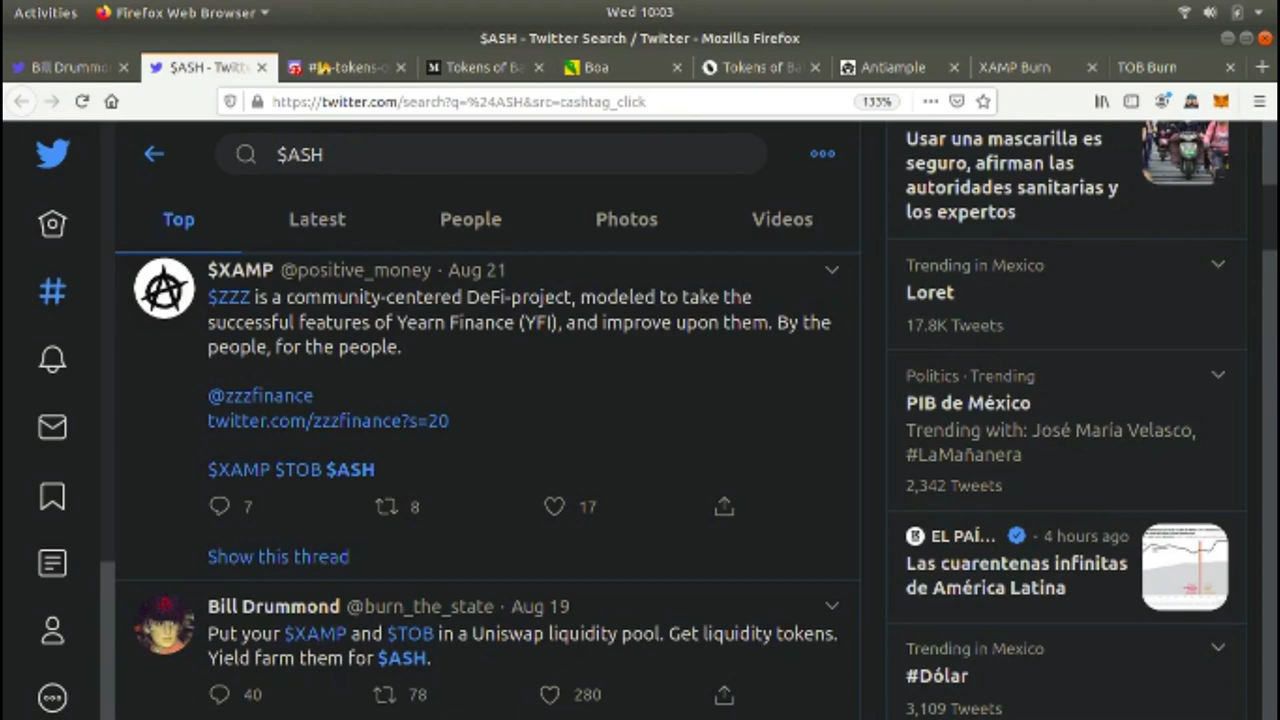 Activities Firefox Web Browser Wed 10:03
$ASH - Twitter Search / Twitter - Mozilla Firefox
Bill Drummo $ASH - Twitt -tokens-o Tokens of Ba Boa Tokens of Ba Antiample XAMP Burn TOB Burn
https://twitter.com/search?q=%24ASH&src=cashtag_click 133%
$ASH
Top Latest People Photos Videos
$XAMP @positive_money · Aug 21
$ZZZ is a community-centered DeFi-project, modeled to take the
successful features of Yearn Finance (YFI), and improve upon them. By the
people, for the people.
@zzzfinance
twitter.com/zzzfinance?s=20
$XAMP $TOB $ASH
7 8 17
Show this thread
Bill Drummond @burn_the_state · Aug 19
Put your $XAMP and $TOB in a Uniswap liquidity pool. Get liquidity tokens.
Yield farm them for $ASH.
40 78 280
Usar una mascarilla es
seguro, afirman las
autoridades sanitarias y
los expertos
Trending in Mexico
Loret
17.8K Tweets
Politics · Trending
PIB de México
Trending with: José María Velasco,
#LaMañanera
2,342 Tweets
EL PAÍ... · 4 hours ago
Las cuarentenas infinitas
de América Latina
Trending in Mexico
#Dólar
3,109 Tweets